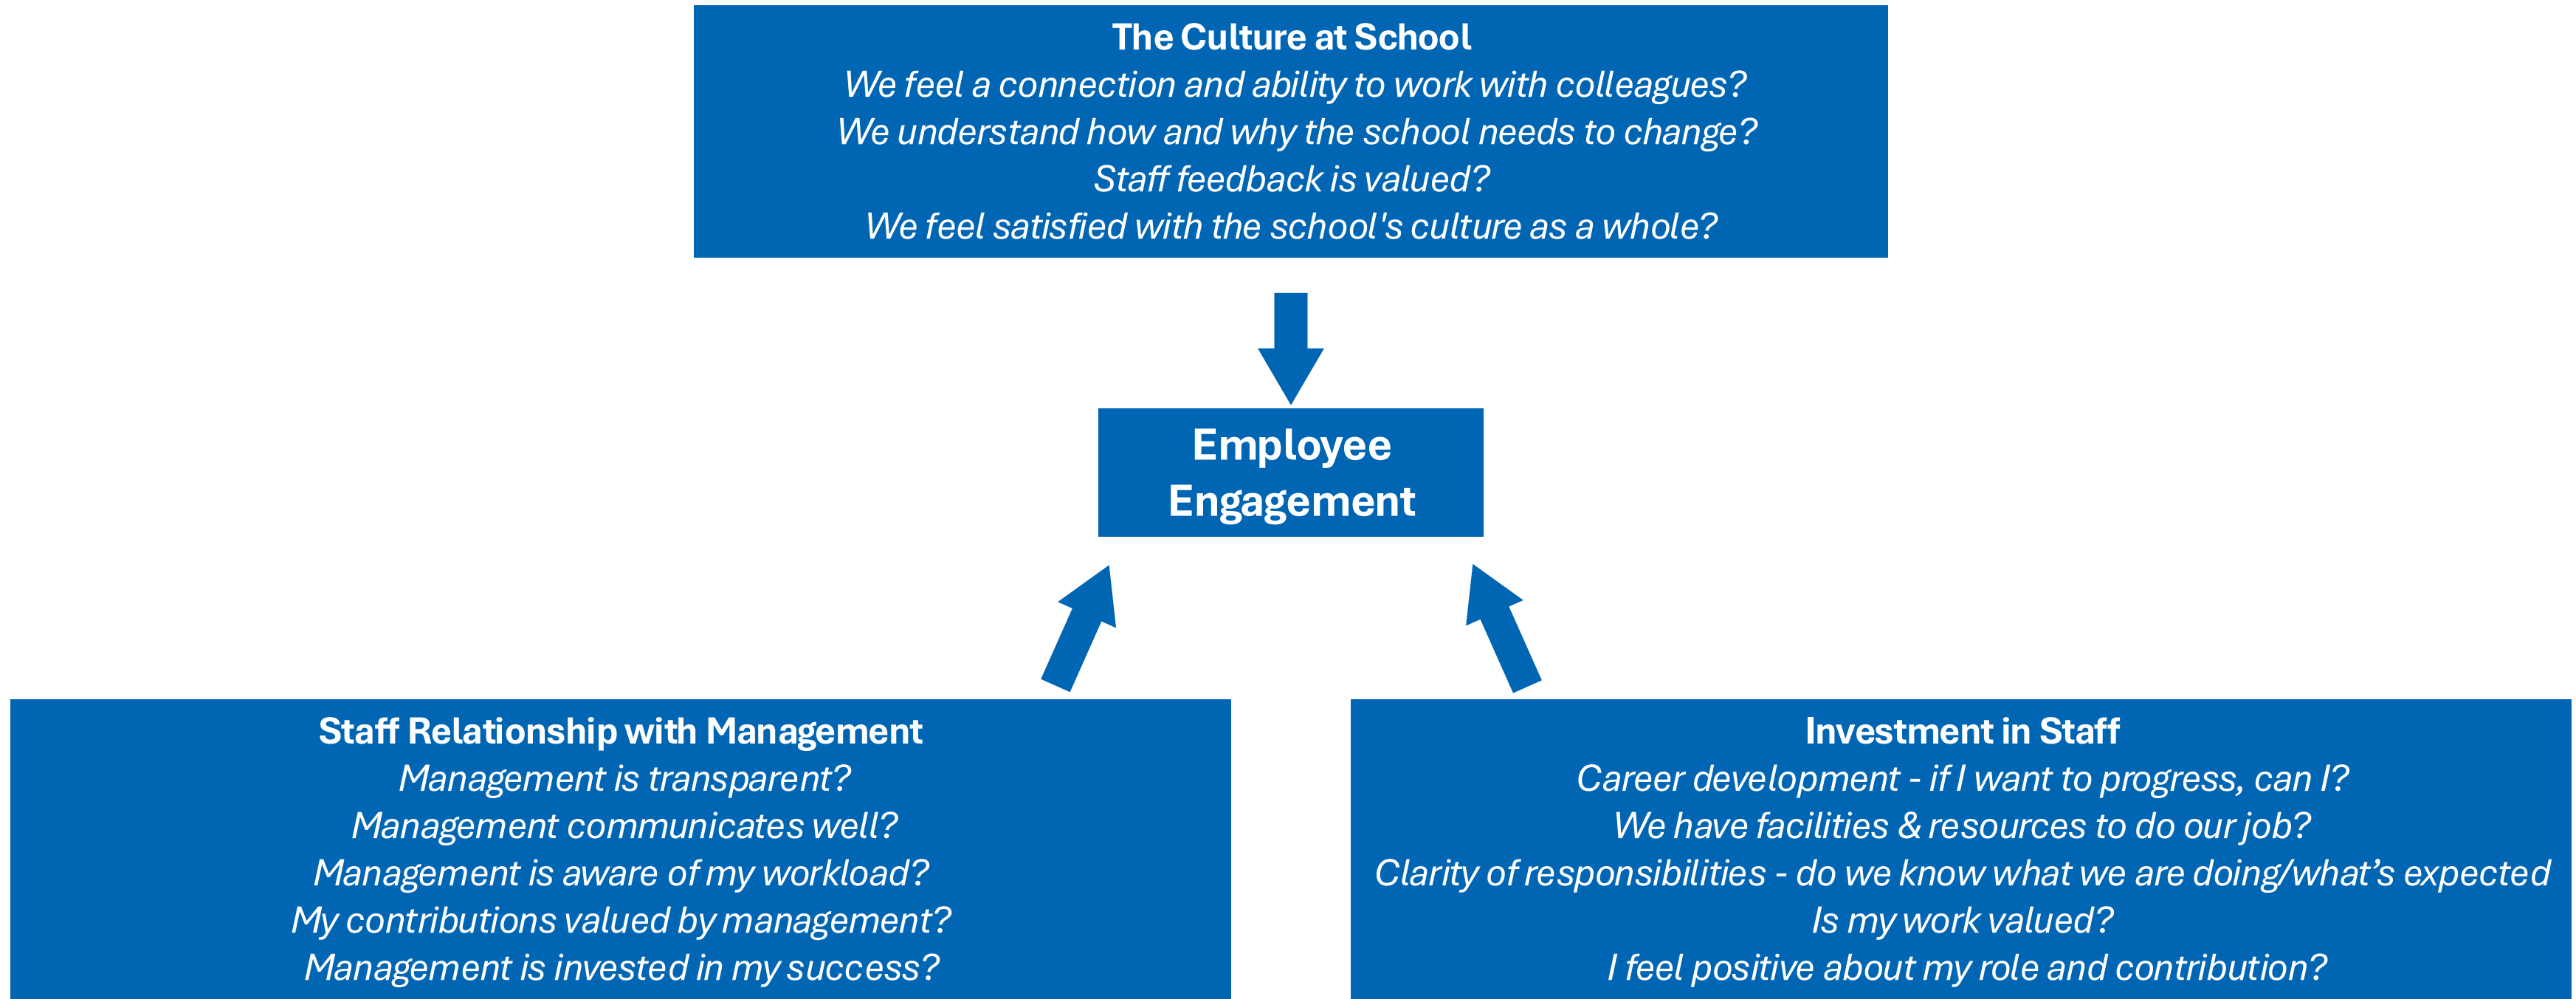 The Culture at School
We feel a connection and ability to work with colleagues?
We understand how and why the school needs to change?
Staff feedback is valued?
We feel satisfied with the school's culture as a whole?
Employee
Engagement
Staff Relationship with Management
Management is transparent?
Management communicates well?
Management is aware of my workload?
My contributions valued by management?
Management is invested in my success?
Investment in Staff
Career development - if I want to progress, can I?
We have facilities & resources to do our job?
Clarity of responsibilities - do we know what we are doing/what’s expected
Is my work valued?
I feel positive about my role and contribution?